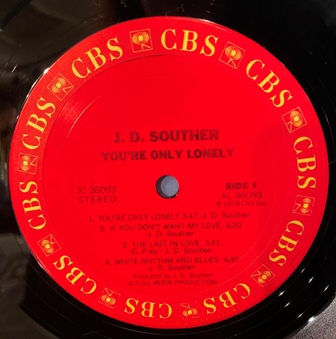 CBS CBS CBS CBS CBS CBS CBS CBS CBS CBS
J. D. SOUTHER
YOU'RE ONLY LONELY
JC 36093 SIDE 1
STEREO AL 36093
1. YOU'RE ONLY LONELY 3:47 J. D. Souther
2. IF YOU DON'T WANT MY LOVE 4:20
J. D. Souther
3. THE LAST IN LOVE 3:41
G. Frey - J. D. Souther
4. WHITE RHYTHM AND BLUES 4:40
J. D. Souther
Produced by J. D. Souther
A FULL MOON PRODUCTION